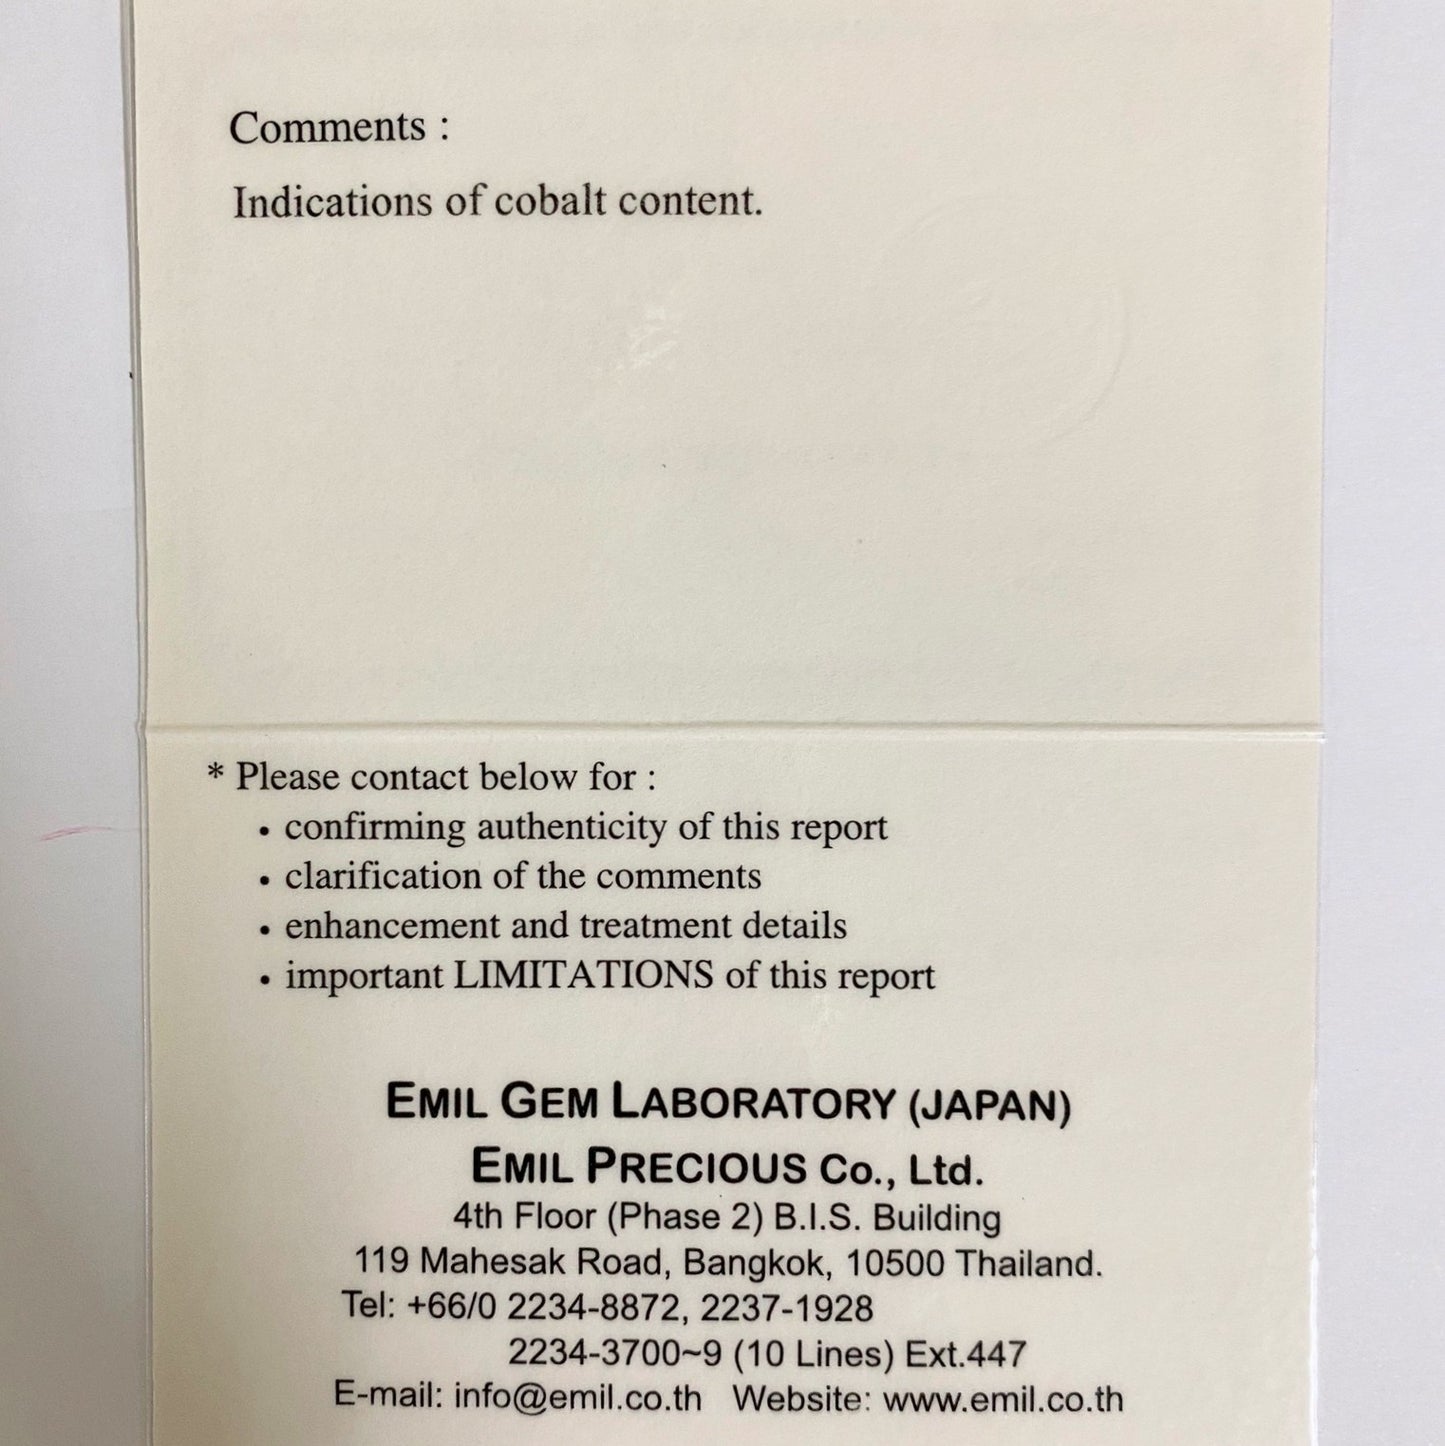 Comments :
Indications of cobalt content.
* Please contact below for :
• confirming authenticity of this report
• clarification of the comments
• enhancement and treatment details
• important LIMITATIONS of this report
EMIL GEM LABORATORY (JAPAN)
EMIL PRECIOUS Co., Ltd.
4th Floor (Phase 2) B.I.S. Building
119 Mahesak Road, Bangkok, 10500 Thailand.
Tel: +66/0 2234-8872, 2237-1928
2234-3700~9 (10 Lines) Ext.447
E-mail: info@emil.co.th Website: www.emil.co.th